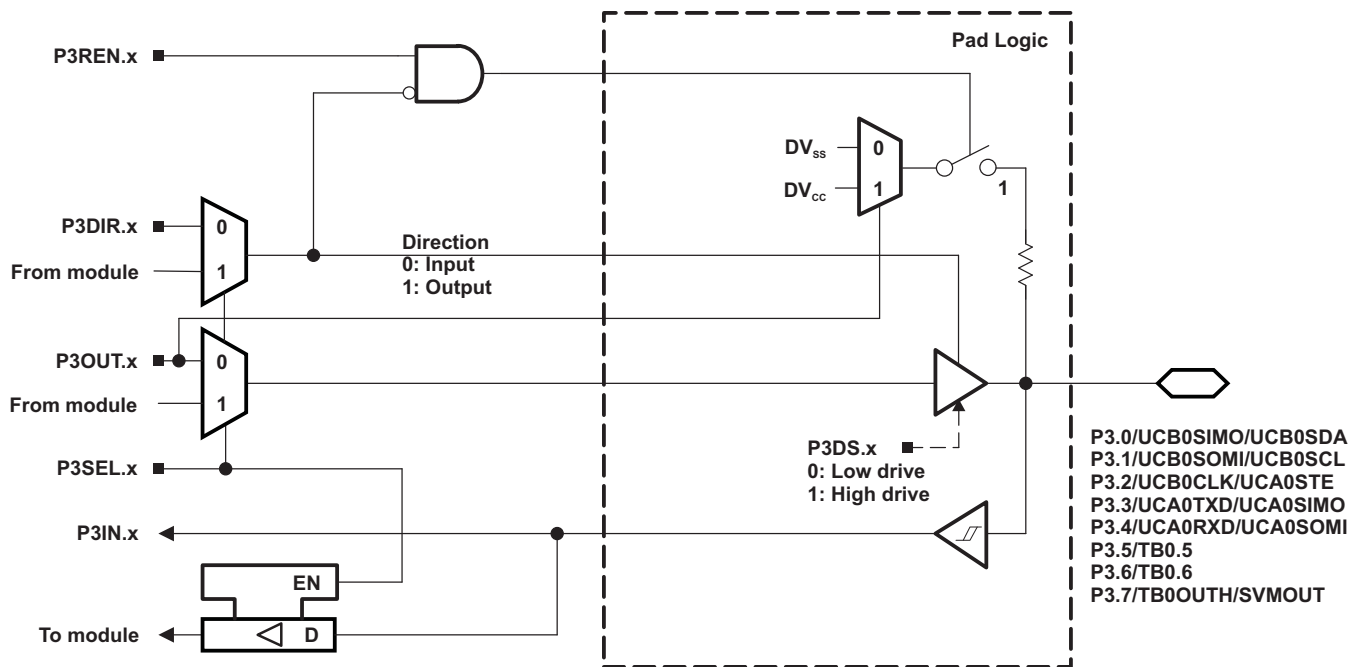 Pad Logic
P3REN.x
DVSS
0
DVCC
1
1
P3DIR.x
0
From module
1
Direction
0: Input
1: Output
P3OUT.x
0
From module
1
P3SEL.x
P3DS.x
0: Low drive
1: High drive
P3IN.x
EN
To module
D
P3.0/UCB0SIMO/UCB0SDA
P3.1/UCB0SOMI/UCB0SCL
P3.2/UCB0CLK/UCA0STE
P3.3/UCA0TXD/UCA0SIMO
P3.4/UCA0RXD/UCA0SOMI
P3.5/TB0.5
P3.6/TB0.6
P3.7/TB0OUTH/SVMOUT